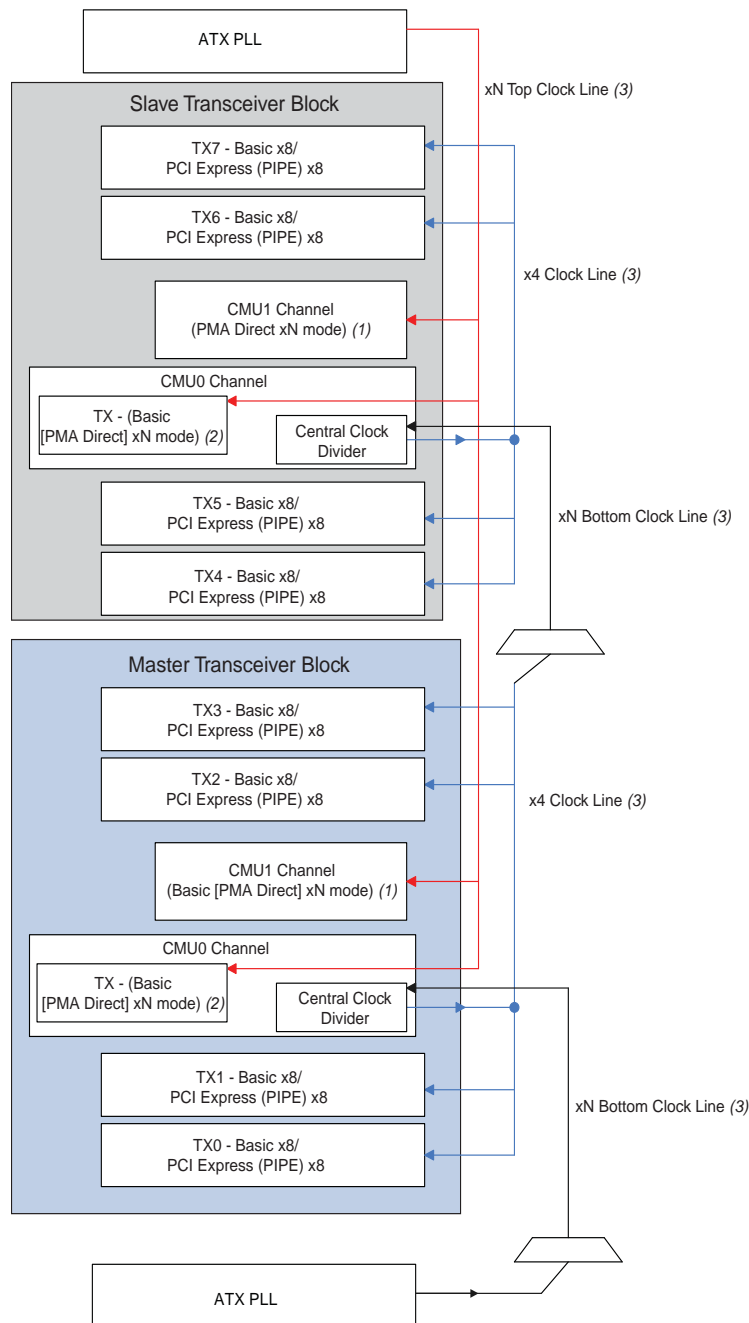 ATX PLL
xN Top Clock Line (3)
Slave Transceiver Block
TX7 - Basic x8/
PCI Express (PIPE) x8
TX6 - Basic x8/
PCI Express (PIPE) x8
x4 Clock Line (3)
CMU1 Channel
(PMA Direct xN mode) (1)
CMU0 Channel
TX - (Basic
[PMA Direct] xN mode) (2)
Central Clock
Divider
TX5 - Basic x8/
PCI Express (PIPE) x8
xN Bottom Clock Line (3)
TX4 - Basic x8/
PCI Express (PIPE) x8
Master Transceiver Block
TX3 - Basic x8/
PCI Express (PIPE) x8
TX2 - Basic x8/
PCI Express (PIPE) x8
x4 Clock Line (3)
CMU1 Channel
(Basic [PMA Direct] xN mode) (1)
CMU0 Channel
TX - (Basic
[PMA Direct] xN mode) (2)
Central Clock
Divider
TX1 - Basic x8/
PCI Express (PIPE) x8
xN Bottom Clock Line (3)
TX0 - Basic x8/
PCI Express (PIPE) x8
ATX PLL